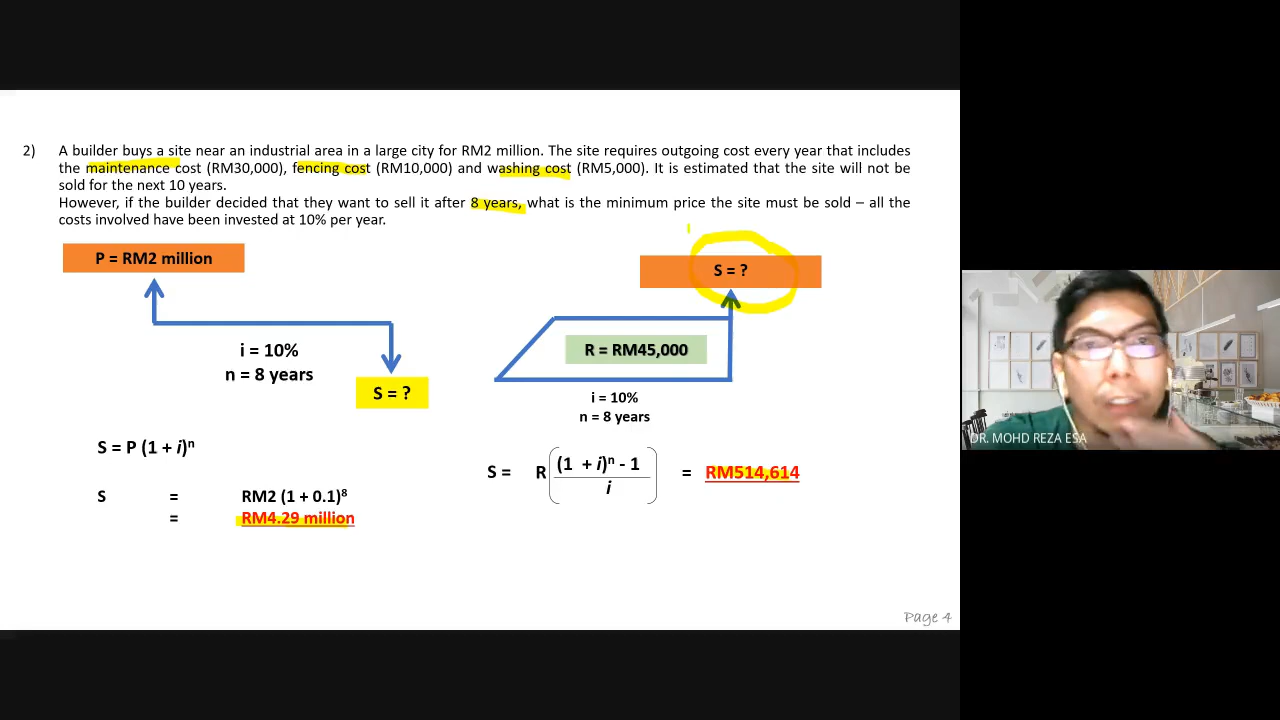 2) A builder buys a site near an industrial area in a large city for RM2 million. The site requires outgoing cost every year that includes
the maintenance cost (RM30,000), fencing cost (RM10,000) and washing cost (RM5,000). It is estimated that the site will not be
sold for the next 10 years.
However, if the builder decided that they want to sell it after 8 years, what is the minimum price the site must be sold – all the
costs involved have been invested at 10% per year.
P = RM2 million
i = 10%
n = 8 years
S = ?
S = P (1 + i)ⁿ
S = RM2 (1 + 0.1)⁸
= RM4.29 million
S = ?
R = RM45,000
i = 10%
n = 8 years
S = R (1 + i)ⁿ - 1
i
= RM514,614
Page 4
DR. MOHD REZA ESA